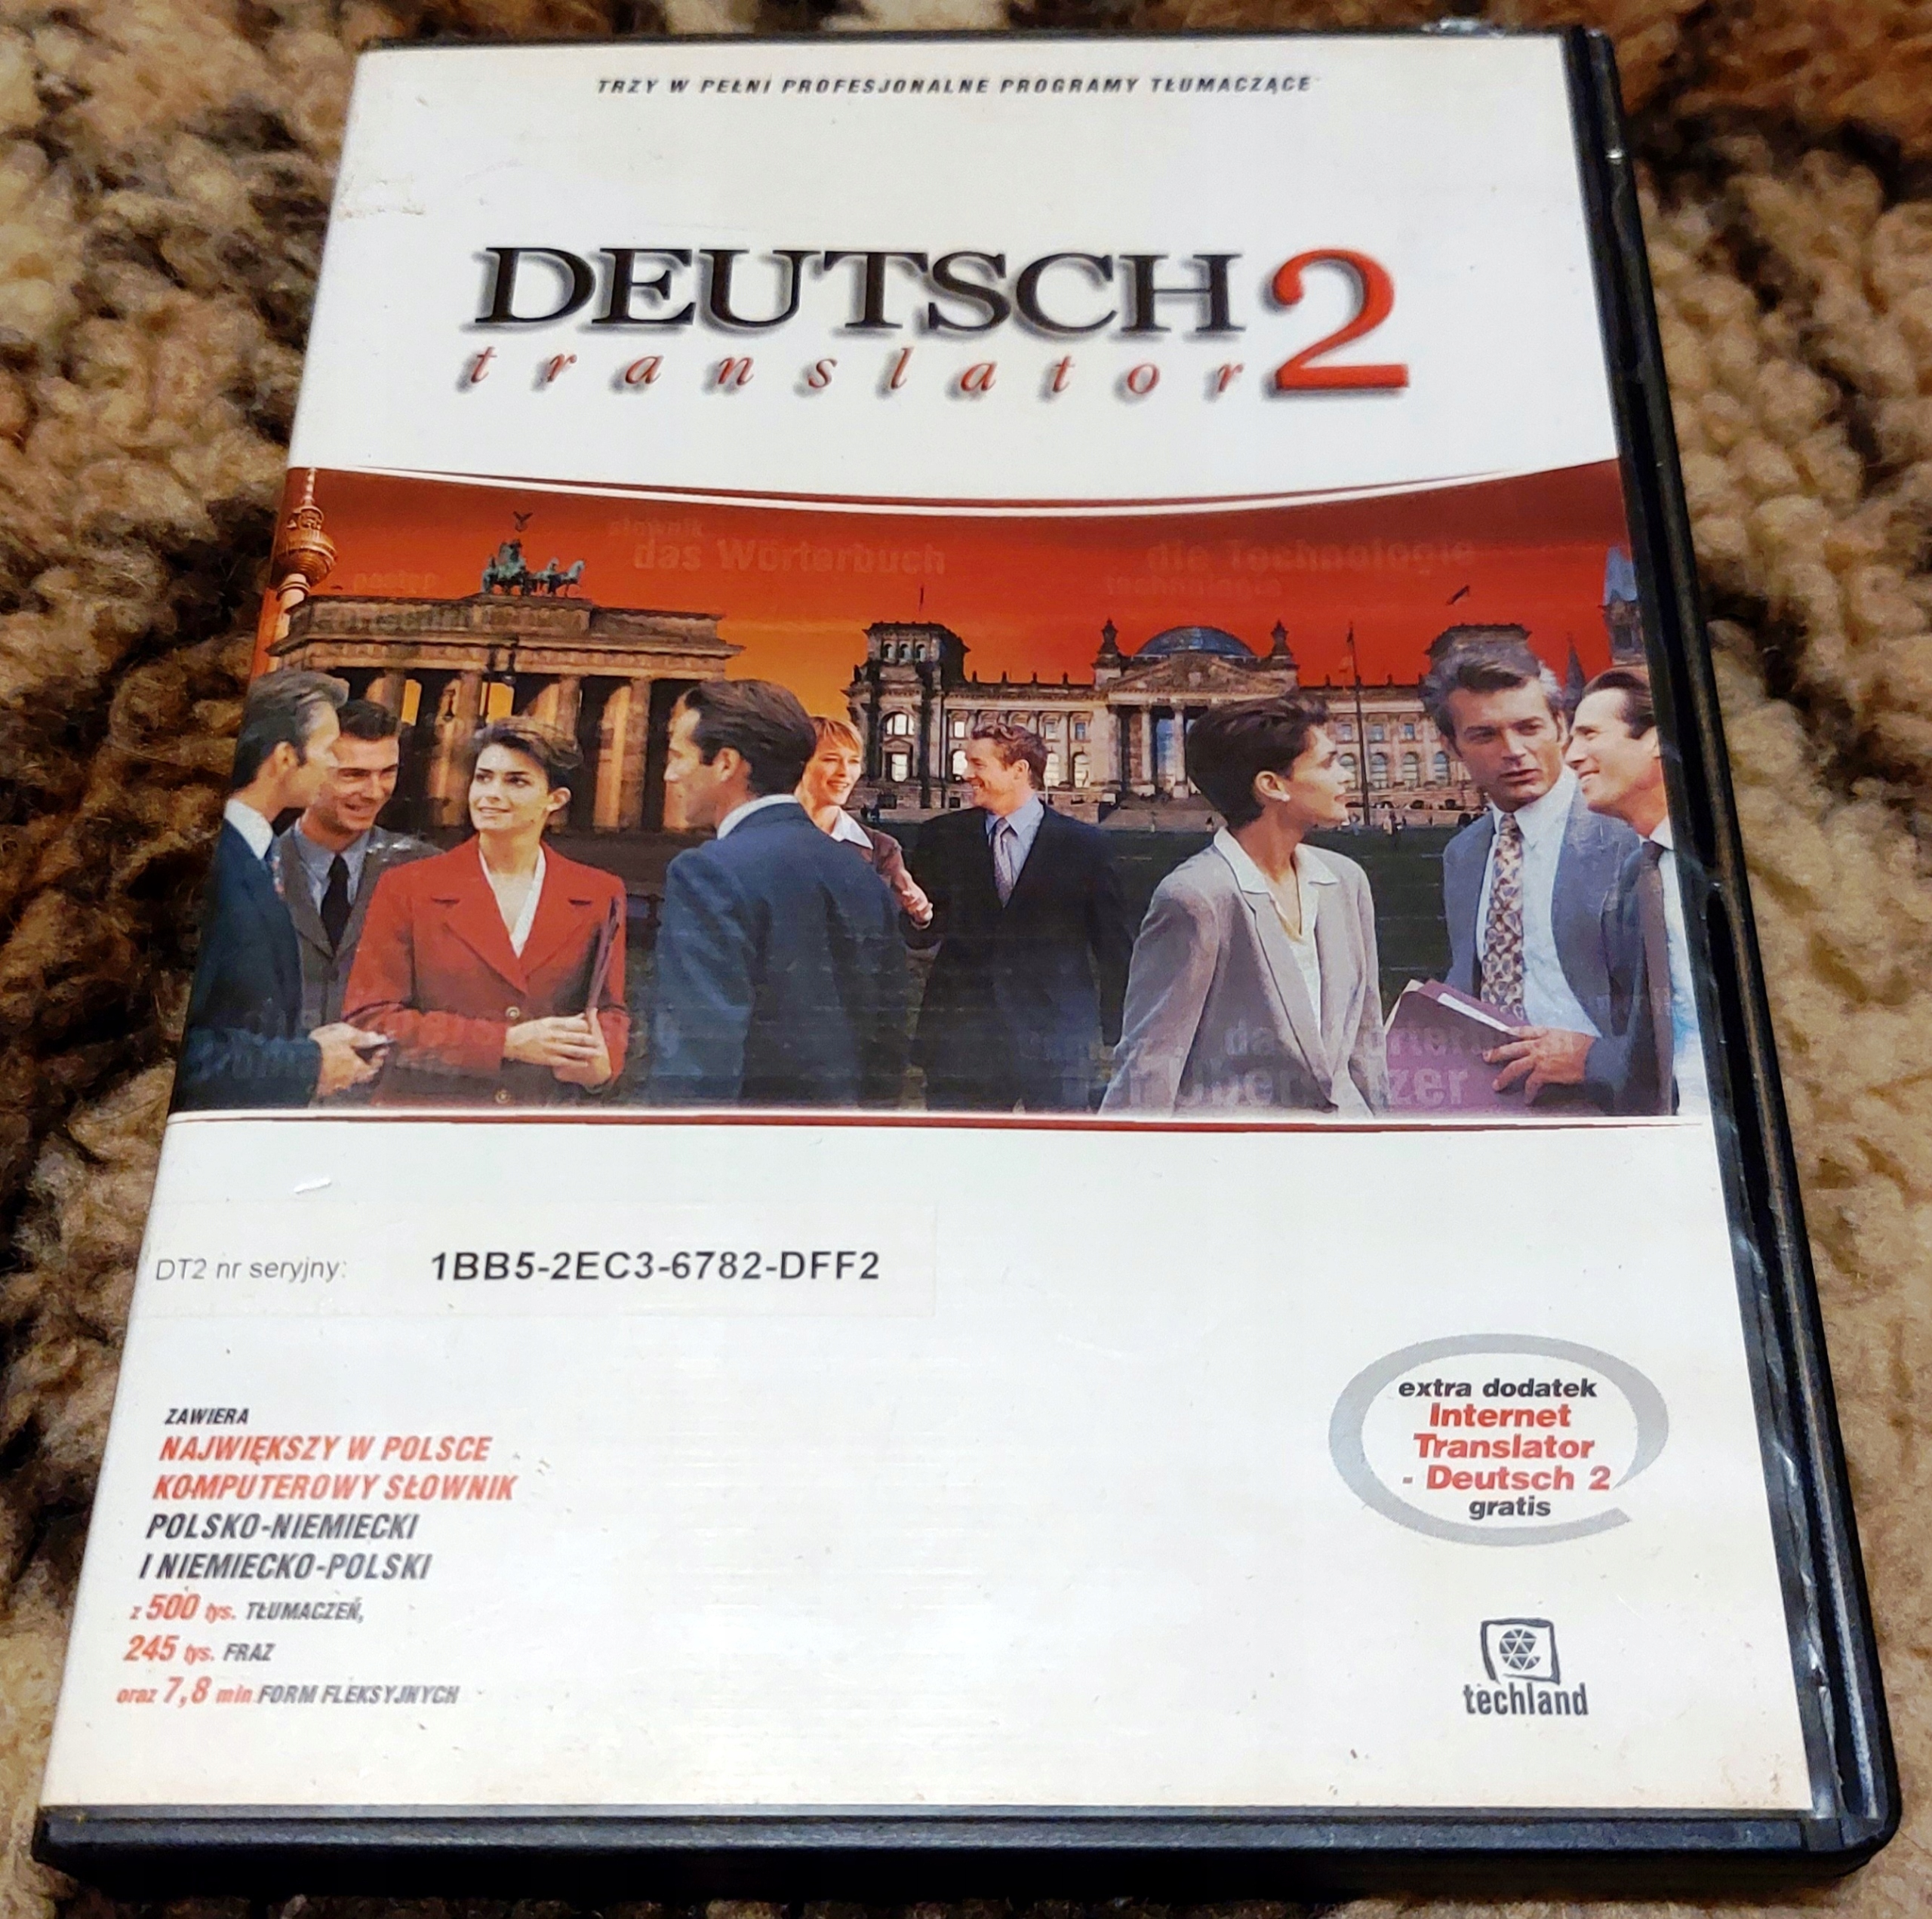 TRZY W PEŁNI PROFESJONALNE PROGRAMY TŁUMACZĄCE
DEUTSCH 2
translator
słownik
das Wörterbuch
die Technologie
technologia
DT2 nr seryjny: 1BB5-2EC3-6782-DFF2
ZAWIERA
NAJWIĘKSZY W POLSCE
KOMPUTEROWY SŁOWNIK
POLSKO-NIEMIECKI
I NIEMIECKO-POLSKI
z 500 tys. TŁUMACZEŃ,
245 tys. FRAZ
oraz 7,8 mln FORM FLEKSYJNYCH
extra dodatek
Internet
Translator
- Deutsch 2
gratis
techland